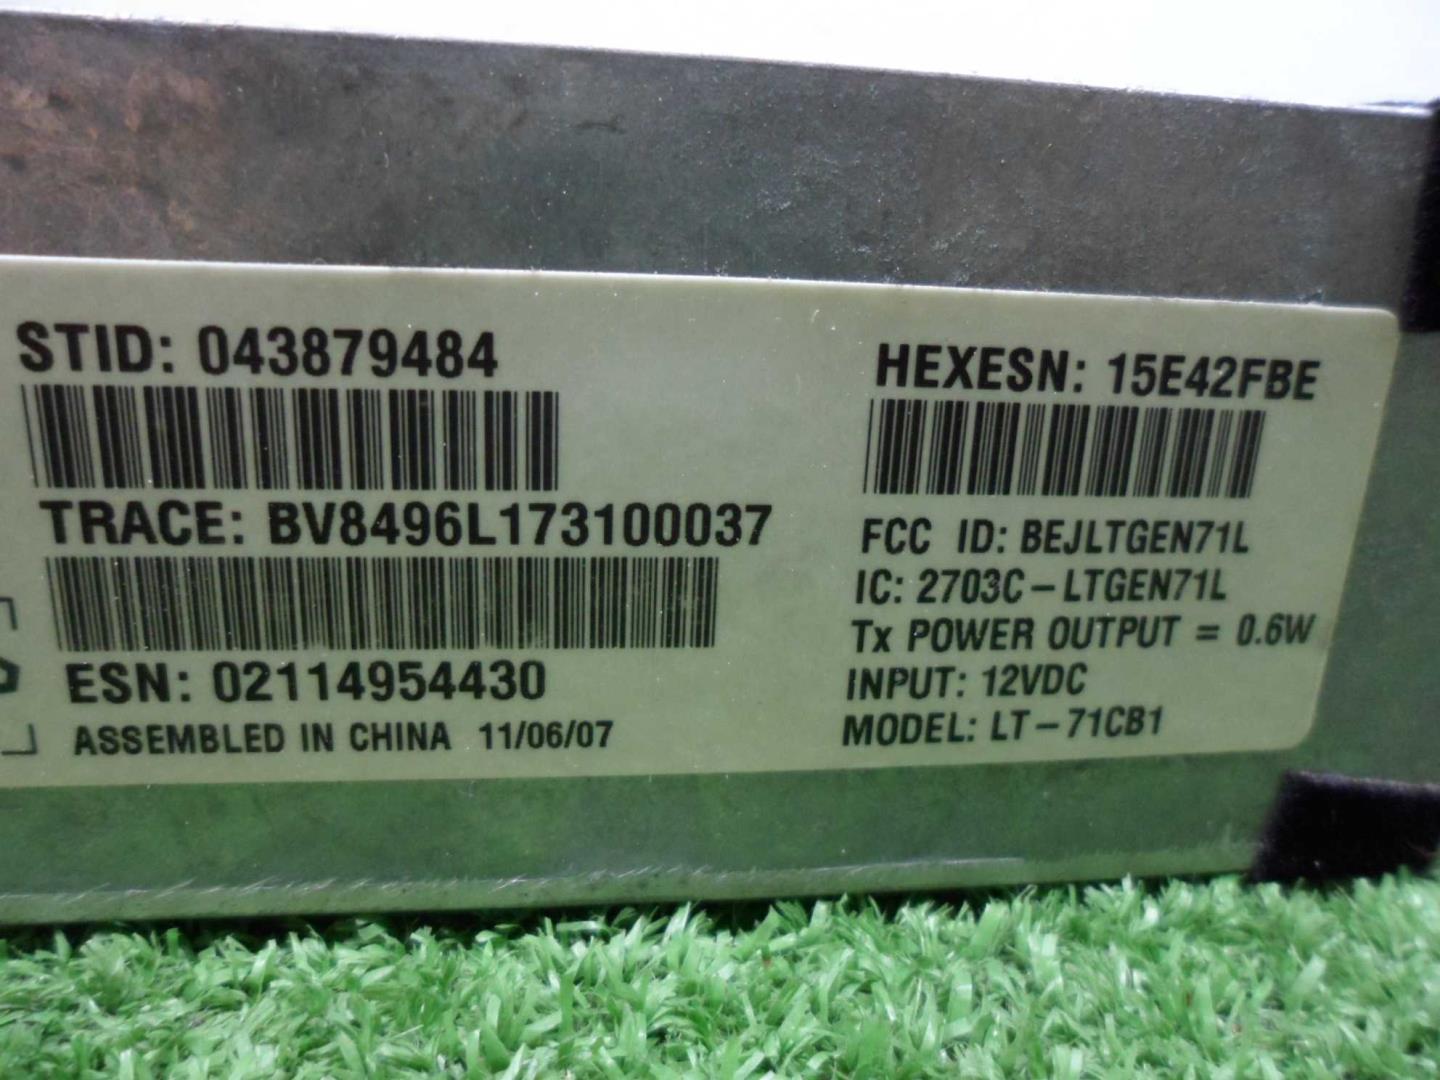 STID: 043879484
TRACE: BV8496L173100037
ESN: 02114954430
ASSEMBLED IN CHINA 11/06/07
HEXESN: 15E42FBE
FCC ID: BEJLTGEN71L
IC: 2703C-LTGEN71L
Tx POWER OUTPUT = 0.6W
INPUT: 12VDC
MODEL: LT-71CB1